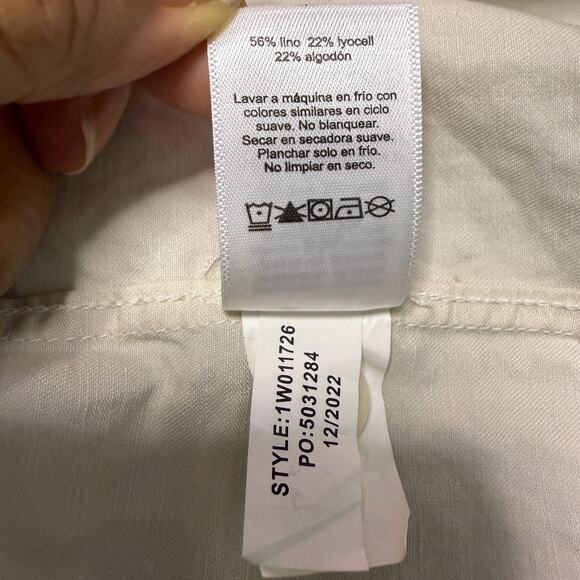 56% lino 22% lyocell
22% algodón
Lavar a máquina en frio con
colores similares en ciclo
suave. No blanquear.
Secar en secadora suave.
Planchar solo en frío.
No limpiar en seco.
STYLE:1W011726
PO:5031284
12/2022